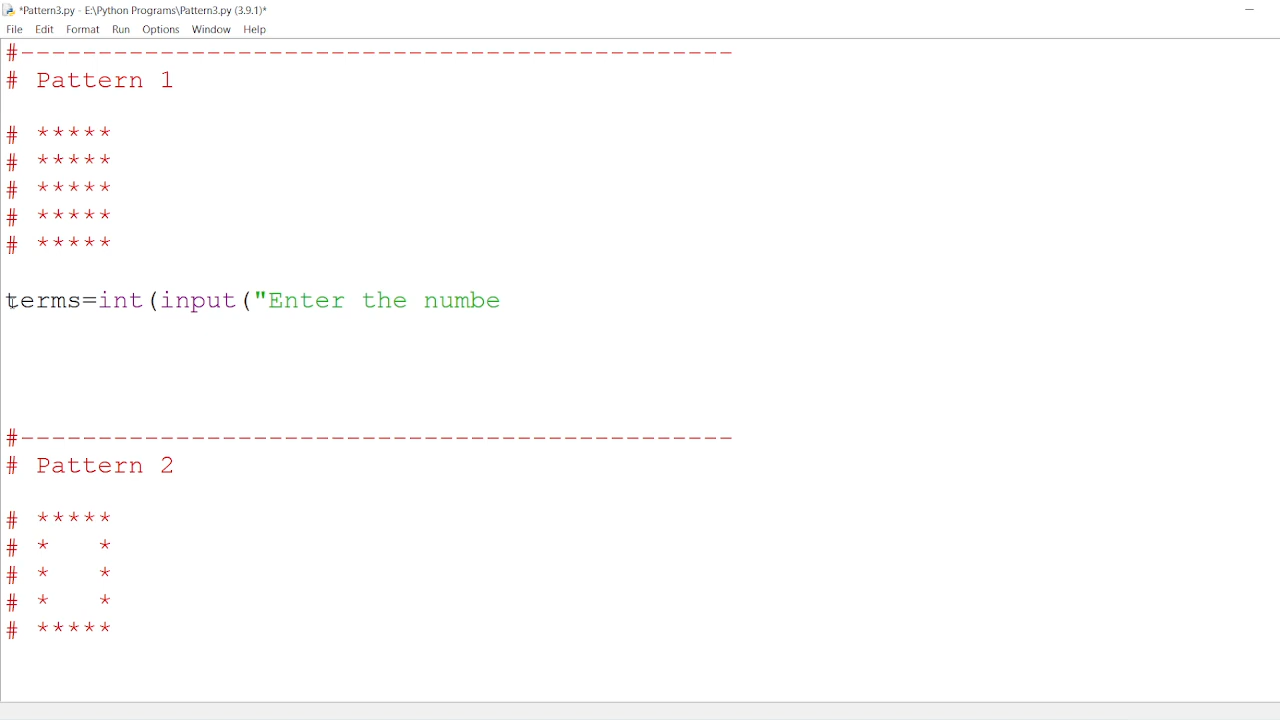 *Pattern3.py - E:\Python Programs\Pattern3.py (3.9.1)*
File Edit Format Run Options Window Help
#----------------------------------------------
# Pattern 1
# *****
# *****
# *****
# *****
# *****
terms=int(input("Enter the numbe
#----------------------------------------------
# Pattern 2
# *****
# *   *
# *   *
# *   *
# *****